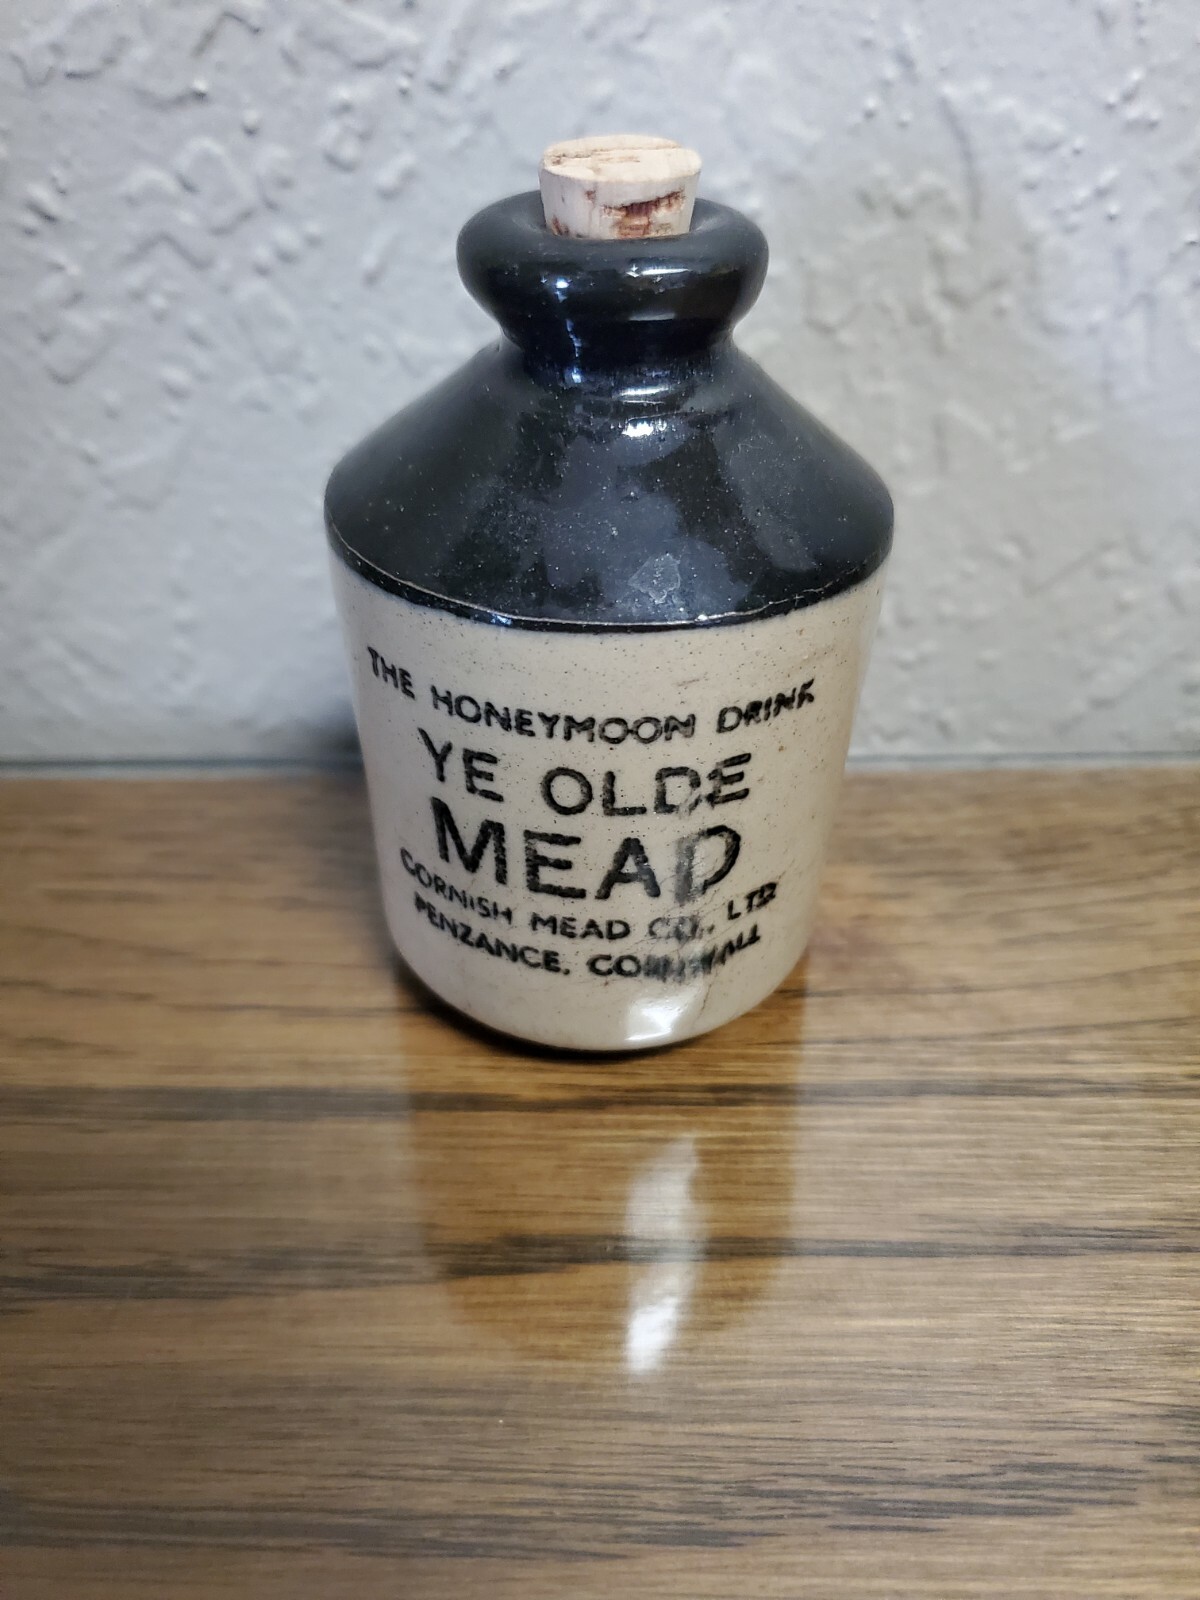 THE HONEYMOON DRINK
YE OLDE
MEAD
CORNISH MEAD CO., LTD
PENZANCE, CORNWALL